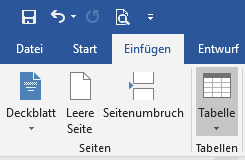 Datei Start Einfügen Entwurf
Deckblatt Leere Seitenumbruch Tabelle
Seite
Seiten Tabellen